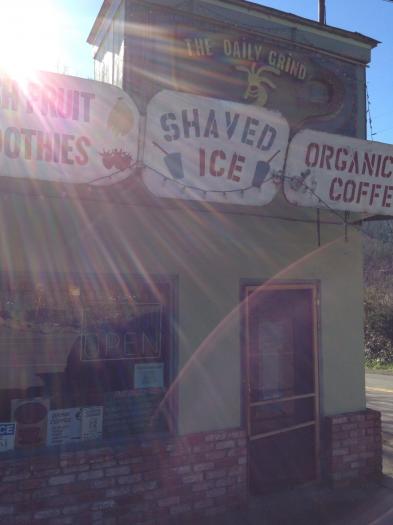 THE DAILY GRIND
H FRUIT
OOTHIES
SHAVED
ICE
ORGANIC
COFFE
OPEN